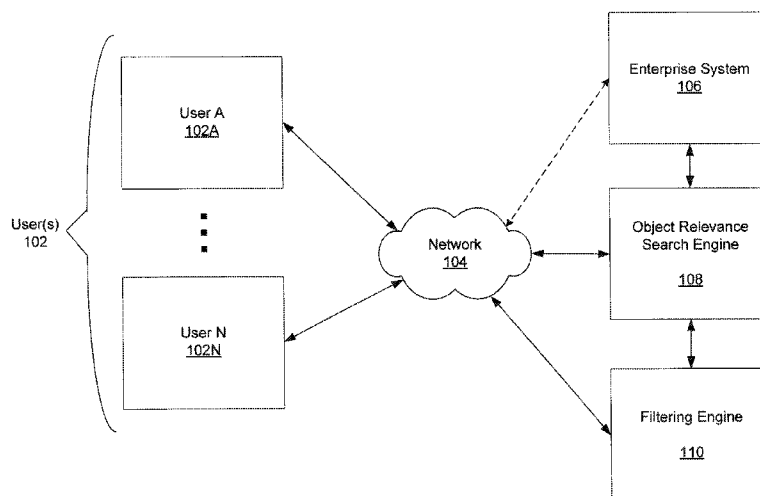 User(s)
102
User A
102A
User N
102N
Network
104
Enterprise System
106
Object Relevance
Search Engine
108
Filtering Engine
110